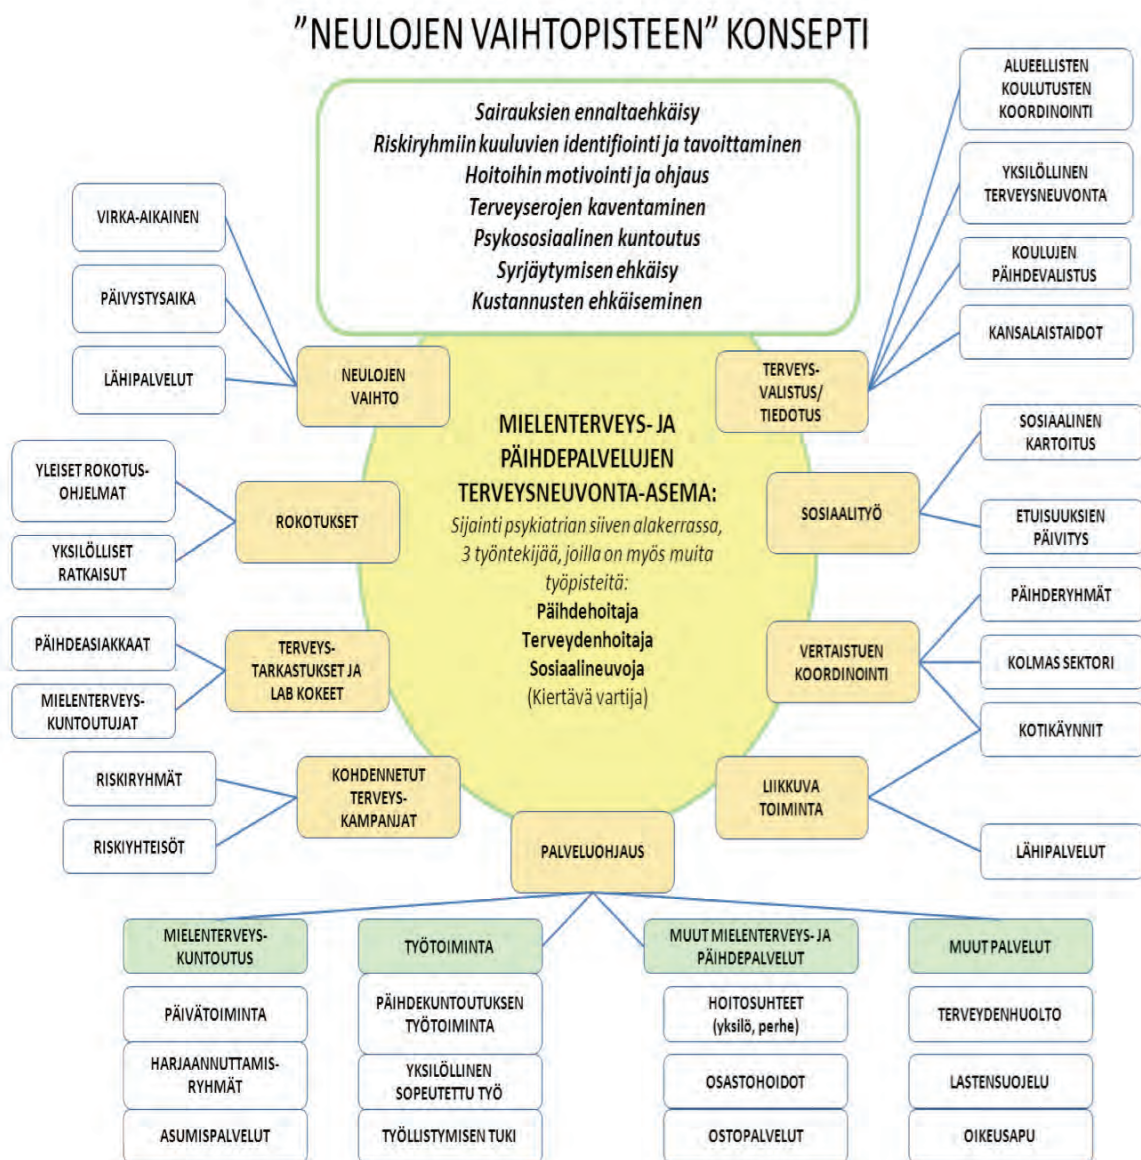 ”NEULOJEN VAIHTOPISTEEN” KONSEPTI
Sairauksien ennaltaehkäisy
Riskiryhmiin kuuluvien identifiointi ja tavoittaminen
Hoitoihin motivointi ja ohjaus
Terveyserojen kaventaminen
Psykososiaalinen kuntoutus
Syrjäytymisen ehkäisy
Kustannusten ehkäiseminen
VIRKA-AIKAINEN
PÄIVYSTYSAIKA
LÄHIPALVELUT
NEULOJEN
VAIHTO
YLEISET ROKOTUS-
OHJELMAT
YKSILÖLLISET
RATKAISUT
ROKOTUKSET
PÄIHDEASIAKKAAT
MIELENTERVEYS-
KUNTOUTUJAT
TERVEYS-
TARKASTUKSET JA
LAB KOKEET
RISKIRYHMÄT
RISKIYHTEISÖT
KOHDENNETUT
TERVEYS-
KAMPANJAT
MIELENTERVEYS- JA
PÄIHDEPALVELUJEN
TERVEYSNEUVONTA-ASEMA:
Sijainti psykiatrian siiven alakerrassa,
3 työntekijää, joilla on myös muita
työpisteitä:
Päihdehoitaja
Terveydenhoitaja
Sosiaalineuvoja
(Kiertävä vartija)
TERVEYS-
VALISTUS/
TIEDOTUS
ALUEELLISTEN
KOULUTUSTEN
KOORDINOINTI
YKSILÖLLINEN
TERVEYSNEUVONTA
KOULUJEN
PÄIHDEVALISTUS
KANSALAISTAIDOT
SOSIAALITYÖ
SOSIAALINEN
KARTOITUS
ETUISUUKSIEN
PÄIVITYS
VERTAISTUEN
KOORDINOINTI
PÄIHDERYHMÄT
KOLMAS SEKTORI
KOTIKÄYNNIT
LIIKKUVA
TOIMINTA
LÄHIPALVELUT
PALVELUOHJAUS
MIELENTERVEYS-
KUNTOUTUS
PÄIVÄTOIMINTA
HARJAANNUTTAMIS-
RYHMÄT
ASUMISPALVELUT
TYÖTOIMINTA
PÄIHDEKUNTOUTUKSEN
TYÖTOIMINTA
YKSILÖLLINEN
SOPEUTETTU TYÖ
TYÖLLISTYMISEN TUKI
MUUT MIELENTERVEYS- JA
PÄIHDEPALVELUT
HOITOSUHTEET
(yksilö, perhe)
OSASTOHOIDOT
OSTOPALVELUT
MUUT PALVELUT
TERVEYDENHUOLTO
LASTENSUOJELU
OIKEUSAPU